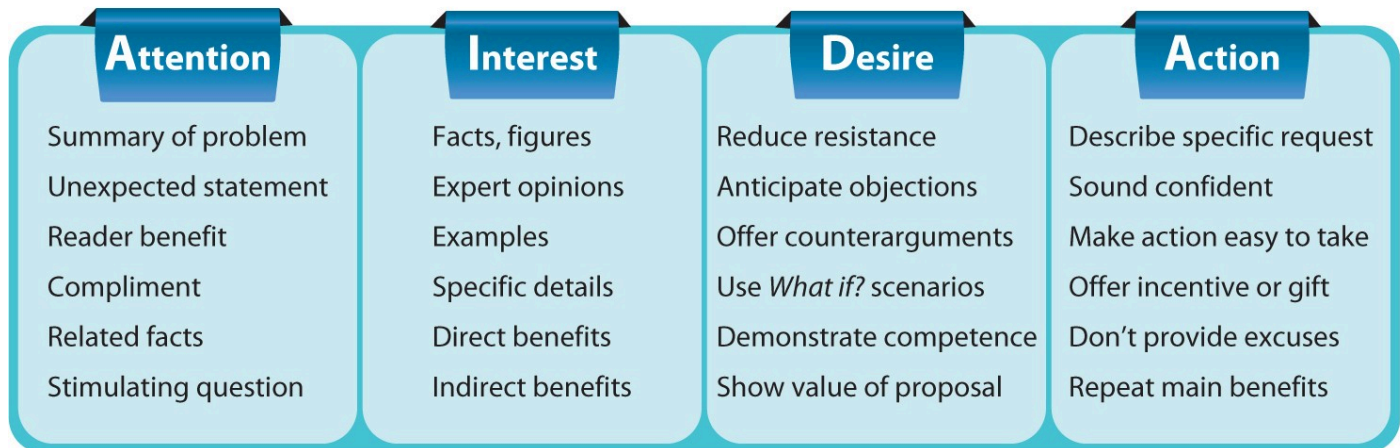 Attention
Summary of problem
Unexpected statement
Reader benefit
Compliment
Related facts
Stimulating question
Interest
Facts, figures
Expert opinions
Examples
Specific details
Direct benefits
Indirect benefits
Desire
Reduce resistance
Anticipate objections
Offer counterarguments
Use What if? scenarios
Demonstrate competence
Show value of proposal
Action
Describe specific request
Sound confident
Make action easy to take
Offer incentive or gift
Don’t provide excuses
Repeat main benefits